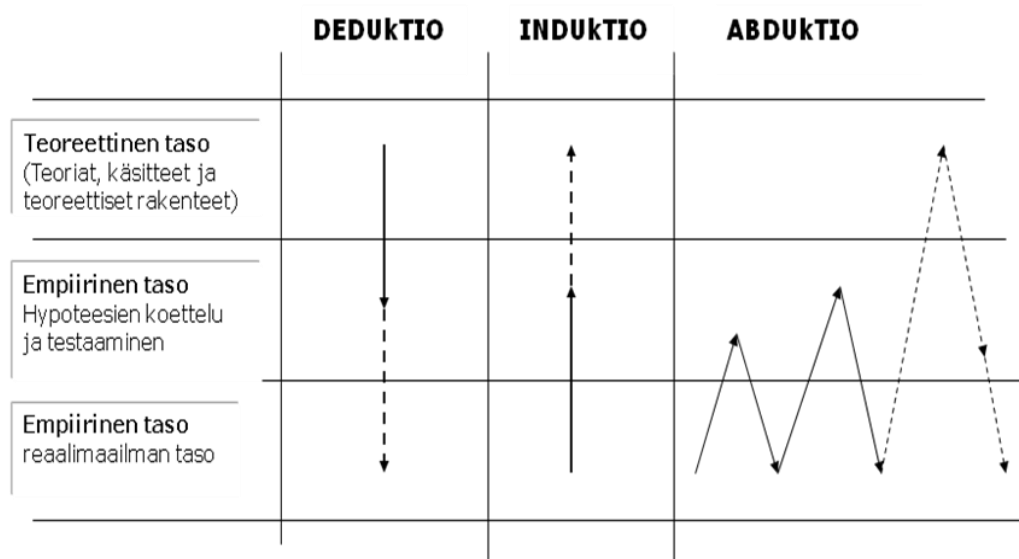 DEDUkTIO INDUkTIO ABDUkTIO
Teoreettinen taso
(Teoriat, käsitteet ja
teoreettiset rakenteet)
Empiirinen taso
Hypoteesien koettelu
ja testaaminen
Empiirinen taso
reaalimaailman taso